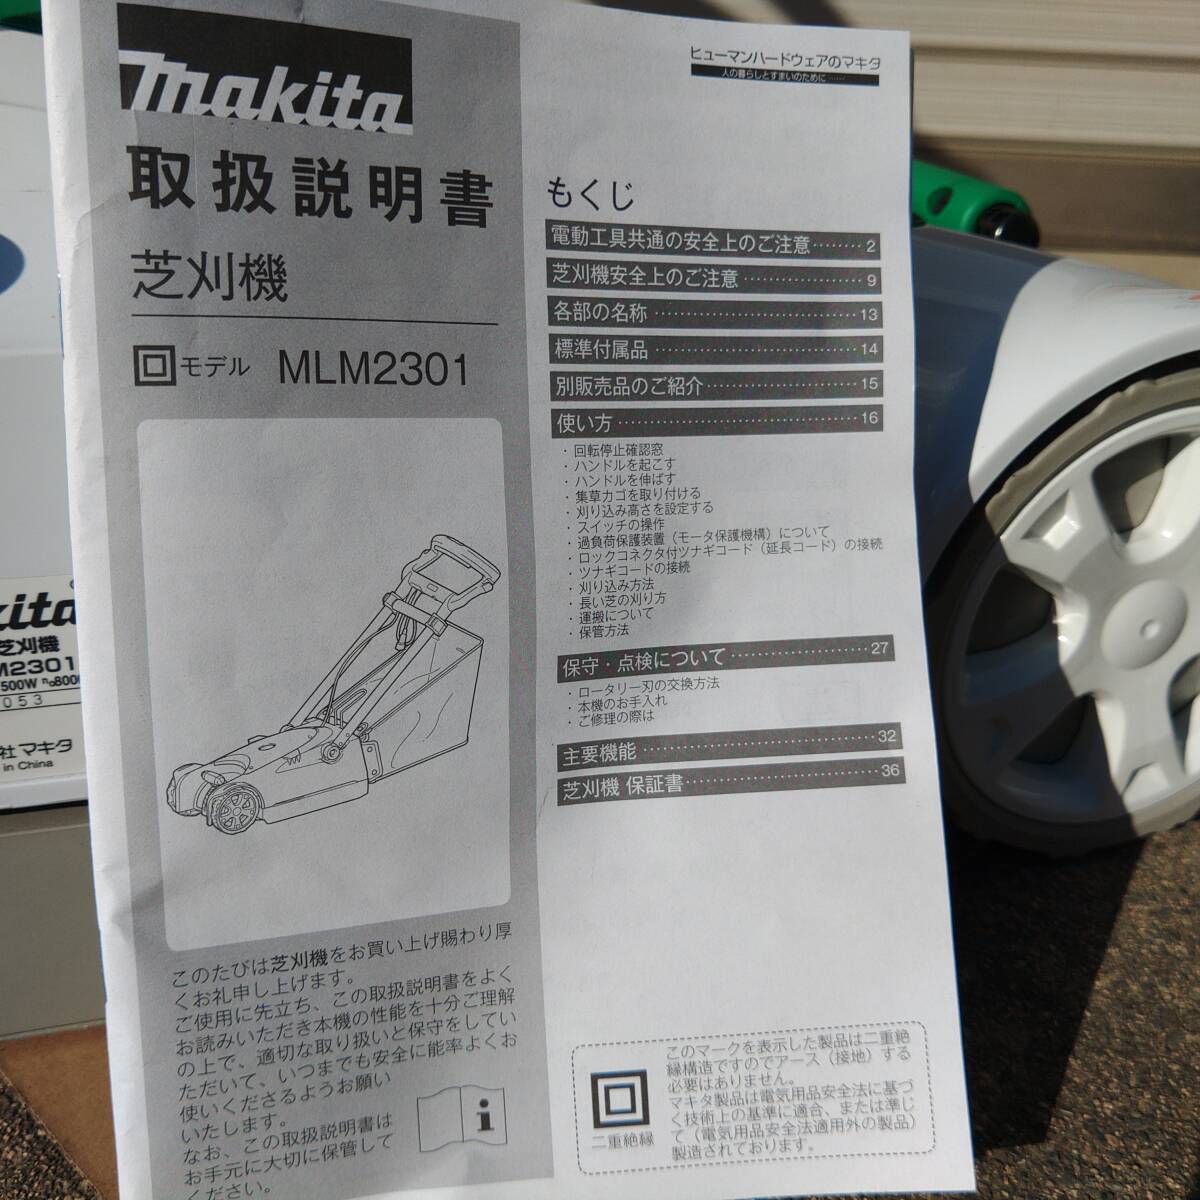 makita
取扱説明書
芝刈機
モデル MLM2301
このたびは芝刈機をお買い上げ賜わり厚
くお礼申し上げます。
ご使用に先立ち、この取扱説明書をよく
お読みいただき本機の性能を十分ご理解
の上で、適切な取り扱いと保守をしてい
ただいて、いつまでも安全に能率よくお
使いくださるようお願い
いたします。
なお、この取扱説明書は
お手元に大切に保管して
ください。
i
ヒューマンハードウェアのマキタ
人の暮らしとすまいのために……
もくじ
電動工具共通の安全上のご注意········2
芝刈機安全上のご注意··················9
各部の名称······························13
標準付属品······························14
別販売品のご紹介······················15
使い方···································16
・回転停止確認窓
・ハンドルを起こす
・ハンドルを伸ばす
・集草カゴを取り付ける
・刈り込み高さを設定する
・スイッチの操作
・過負荷保護装置（モータ保護機構）について
・ロックコネクタ付ツナギコード（延長コード）の接続
・ツナギコードの接続
・刈り込み方法
・長い芝の刈り方
・運搬について
・保管方法
保守・点検について····················27
・ロータリー刃の交換方法
・本機のお手入れ
・ご修理の際は
主要機能·································32
芝刈機 保証書··························36
二重絶縁
このマークを表示した製品は二重絶
縁構造ですのでアース（接地）する
必要はありません。
マキタ製品は電気用品安全法に基づ
く技術上の基準に適合、または準じ
て（電気用品安全法適用外の製品）
製造されております。
kita
芝刈機
M2301
500W n₀800
053
社 マキタ
in China